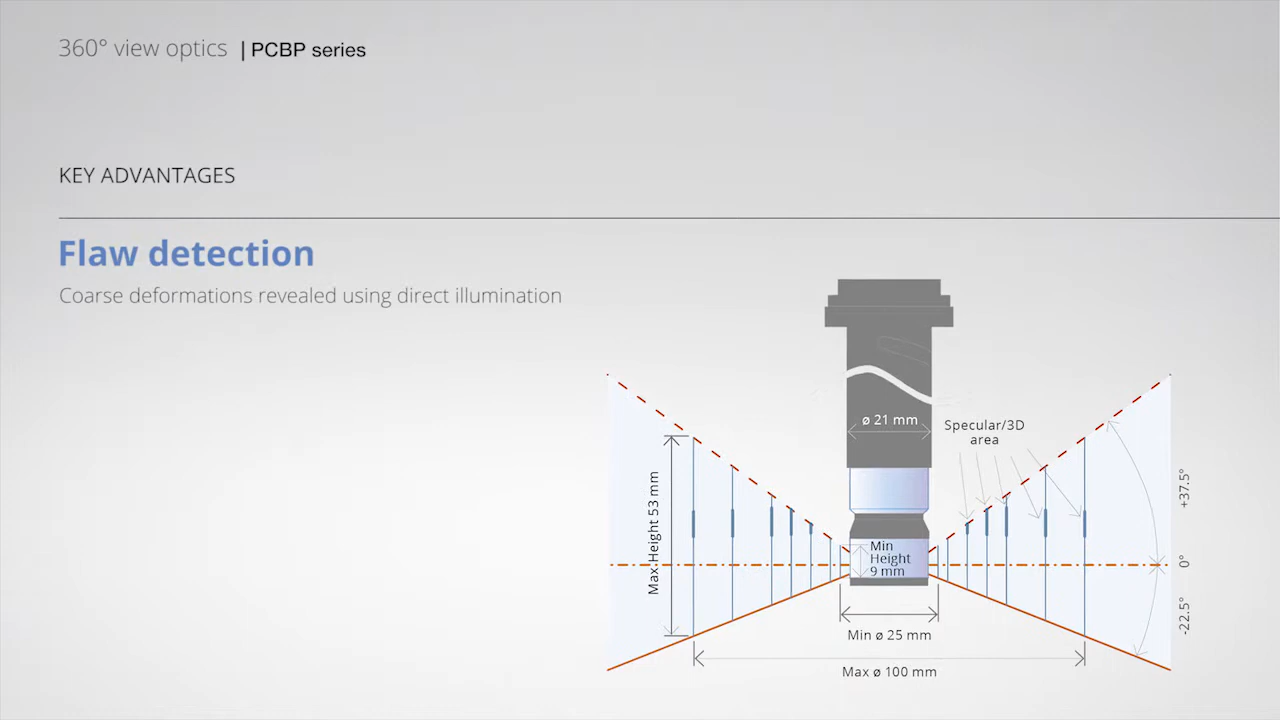 360° view optics | PCBP series
KEY ADVANTAGES
Flaw detection
Coarse deformations revealed using direct illumination
ø 21 mm
Specular/3D
area
+37.5°
Max Height 53 mm
Min
Height
9 mm
0°
-22.5°
Min ø 25 mm
Max ø 100 mm